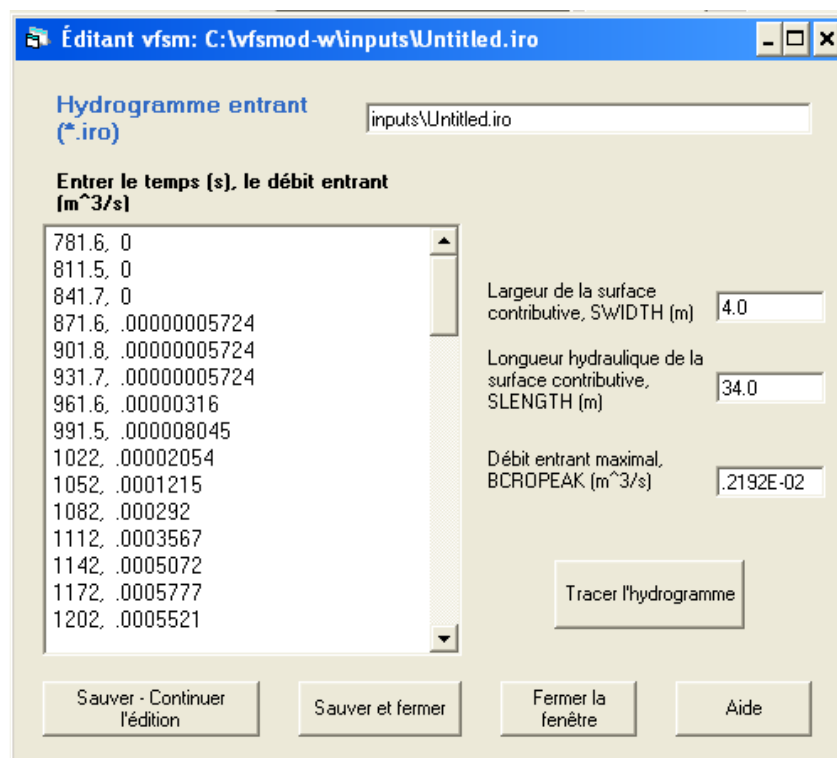 Éditant vfsm: C:\vfsmod-w\inputs\Untitled.iro
Hydrogramme entrant
(*.iro)
inputs\Untitled.iro
Entrer le temps (s), le débit entrant
(m^3/s)
781.6, 0
811.5, 0
841.7, 0
871.6, .00000005724
901.8, .00000005724
931.7, .00000005724
961.6, .00000316
991.5, .000008045
1022, .00002054
1052, .0001215
1082, .000292
1112, .0003567
1142, .0005072
1172, .0005777
1202, .0005521
Largeur de la surface
contributive, SWIDTH (m)
4.0
Longueur hydraulique de la
surface contributive,
SLENGTH (m)
34.0
Débit entrant maximal,
BCROPEAK (m^3/s)
.2192E-02
Tracer l'hydrogramme
Sauver - Continuer
l'édition
Sauver et fermer
Fermer la
fenêtre
Aide